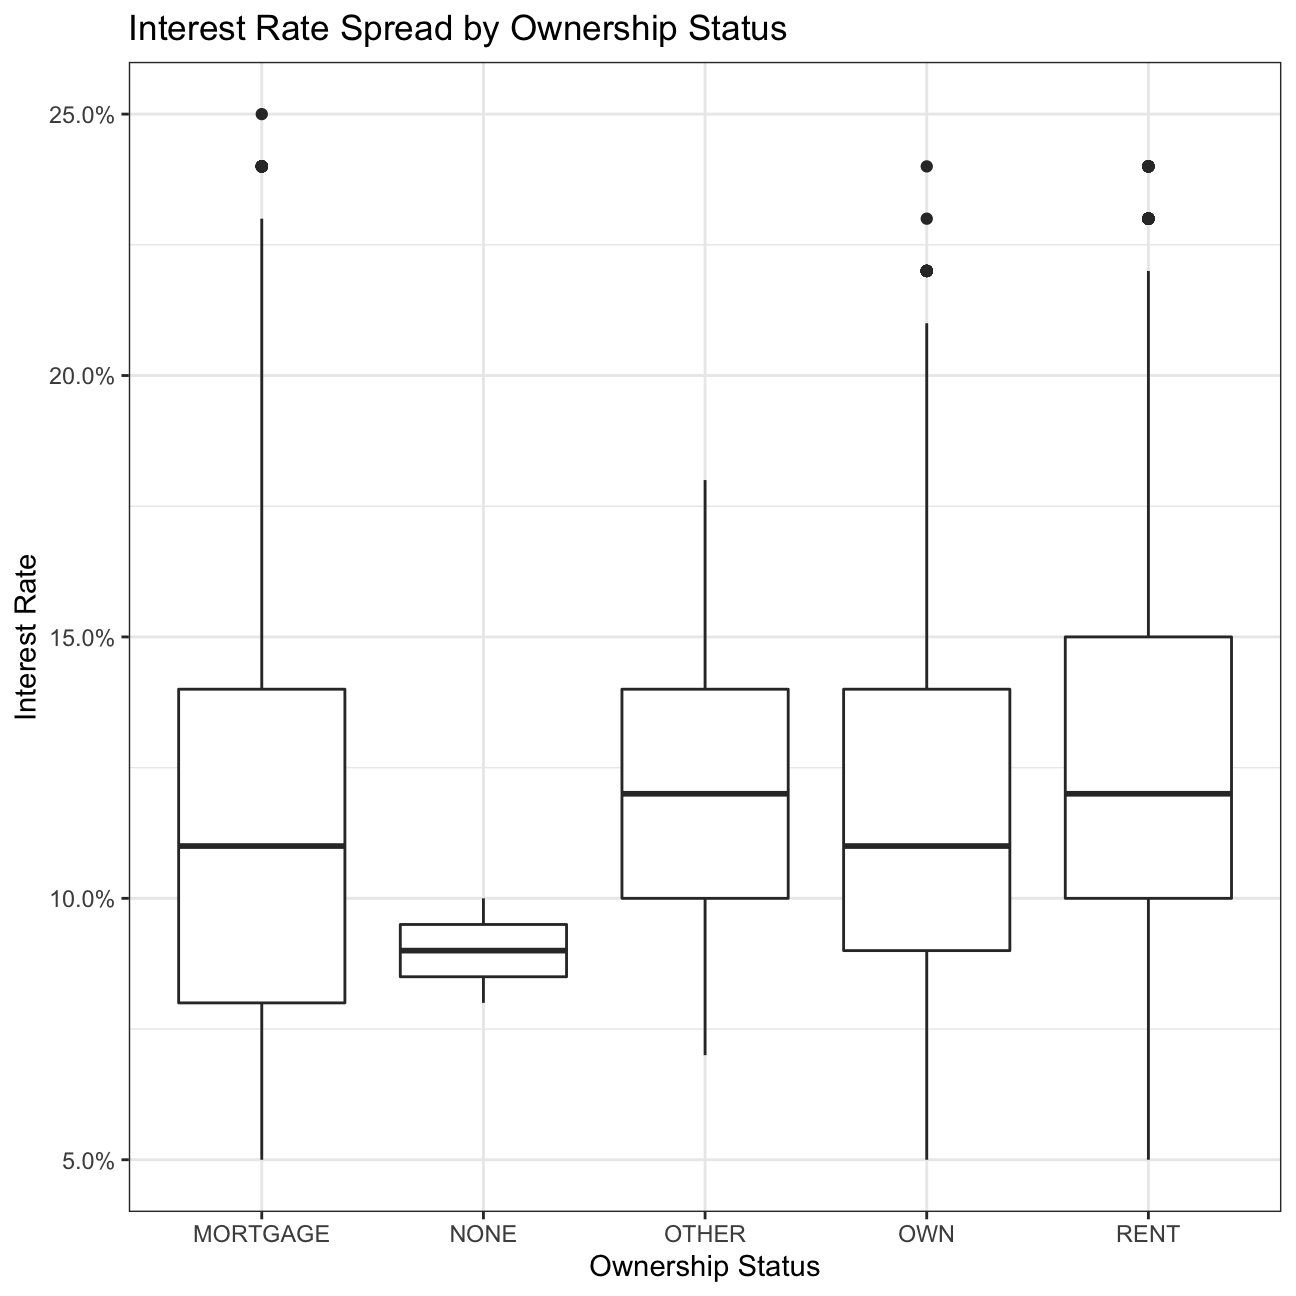 Interest Rate Spread by Ownership Status
25.0%
20.0%
15.0%
10.0%
5.0%
Interest Rate
MORTGAGE NONE OTHER OWN RENT
Ownership Status